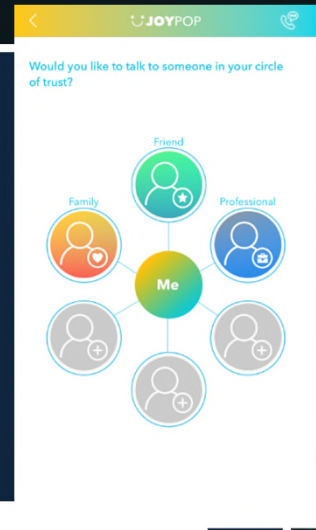 JOYPOP
Would you like to talk to someone in your circle
of trust?
Friend
Family
Professional
Me